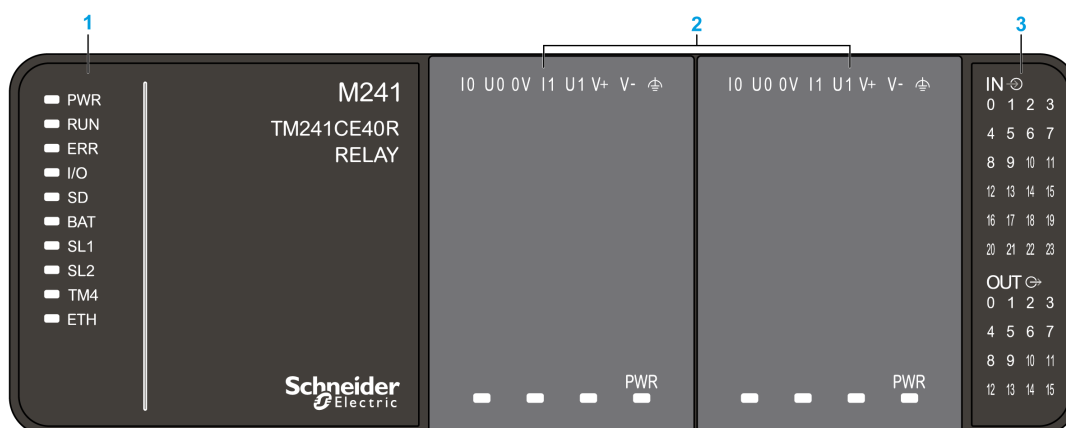 1
2
3
PWR
RUN
ERR
I/O
SD
BAT
SL1
SL2
TM4
ETH
M241
TM241CE40R
RELAY
Schneider
Electric
I0 U0 0V I1 U1 V+ V-
PWR
I0 U0 0V I1 U1 V+ V-
PWR
IN
0 1 2 3
4 5 6 7
8 9 10 11
12 13 14 15
16 17 18 19
20 21 22 23
OUT
0 1 2 3
4 5 6 7
8 9 10 11
12 13 14 15